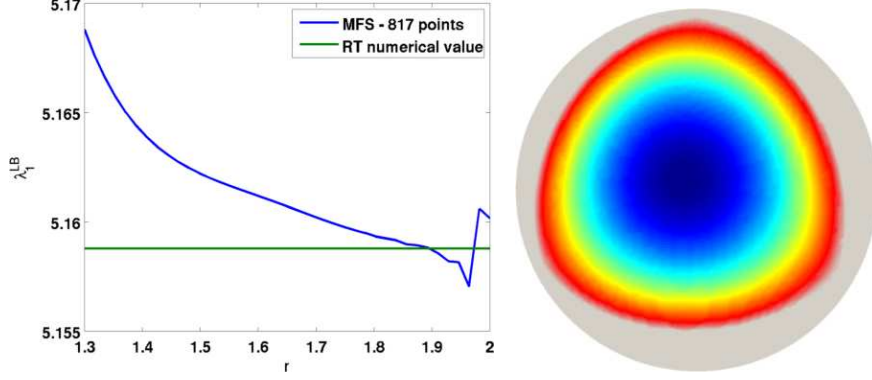 5.17
MFS - 817 points
RT numerical value
5.165
λ₁ᴸᴮ
5.16
5.155
1.3 1.4 1.5 1.6 1.7 1.8 1.9 2
r